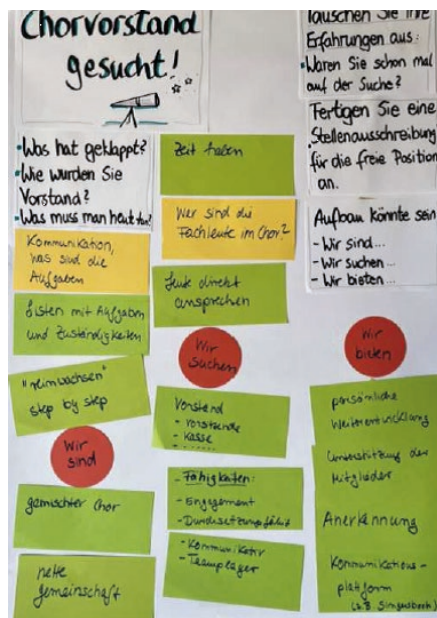 Chorvorstand
gesucht!
Tauschen Sie Ihre
Erfahrungen aus:
• Waren Sie schon mal
auf der Suche?
Fertigen Sie eine
Stellenausschreibung
für die freie Position
an.
Aufbau könnte sein
- Wir sind...
- Wir suchen...
- Wir bieten...
• Was hat geklappt?
• Wie wurden Sie
Vorstand?
• Was muss man heute tun?
Kommunikation,
was sind die
Aufgaben
Listen mit Aufgaben
und Zuständigkeiten
"reinwachsen"
step by step
Zeit haben
Wer sind die
Fachleute im Chor?
Leute direkt
ansprechen
Wir
sind
gemischter Chor
nette
Gemeinschaft
Wir
suchen
Vorstand
- Vorsitzende
- Kasse
- ......
- Fähigkeiten:
- Engagement
- Durchsetzungsfähigkeit
- Kommunikativ
- Teamplayer
Wir
bieten
persönliche
Weiterentwicklung
Unterstützung der
Mitglieder
Anerkennung
Kommunikations-
plattform
(z.B. Singersbook)